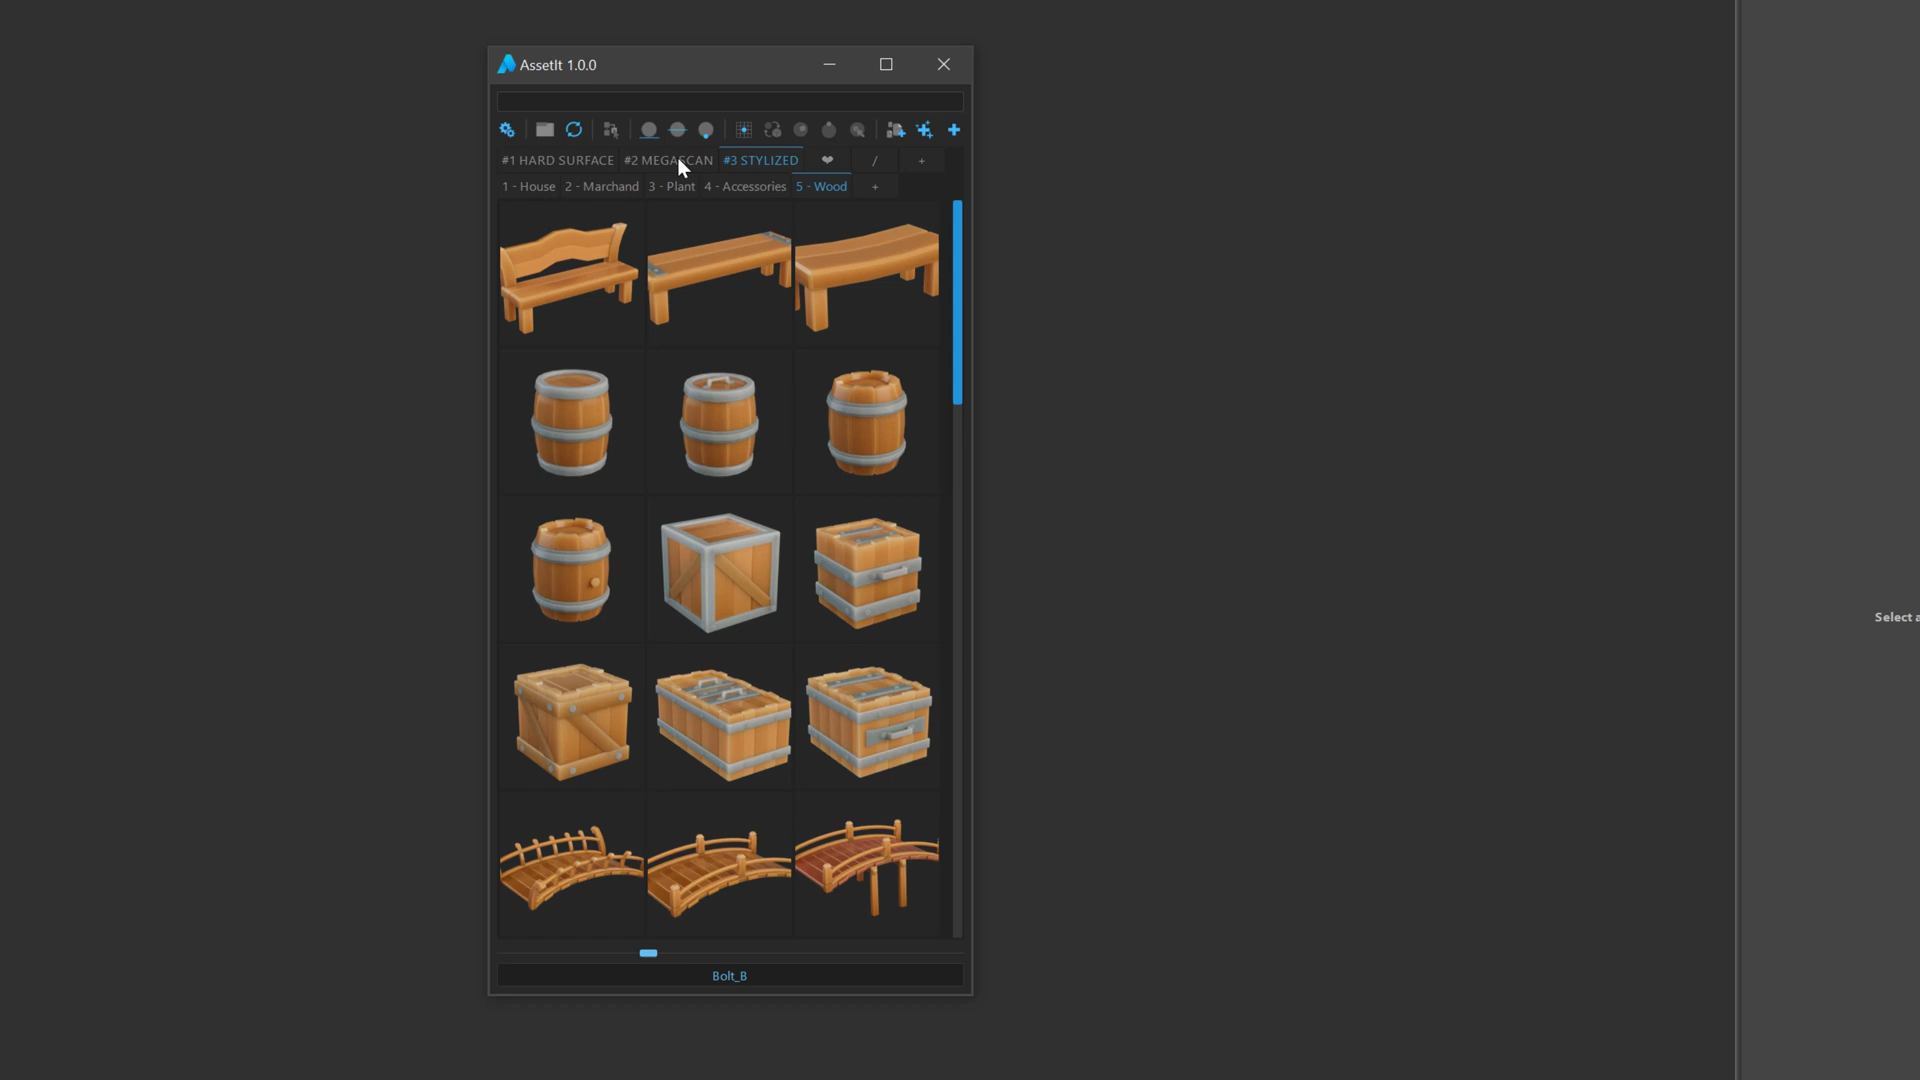 AssetIt 1.0.0
#1 HARD SURFACE #2 MEGASCAN #3 STYLIZED ❤ / +
1 - House 2 - Marchand 3 - Plant 4 - Accessories 5 - Wood +
Select a
Bolt_B